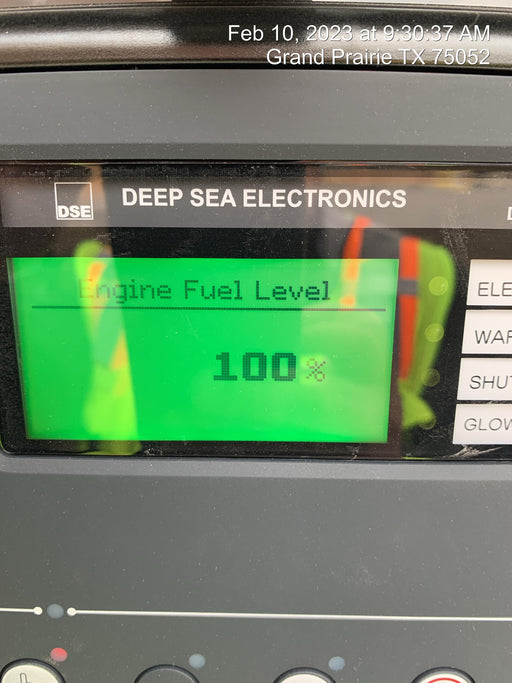 Feb 10, 2023 at 9:30:37 AM
Grand Prairie TX 75052
DSE
DEEP SEA ELECTRONICS
Engine Fuel Level
100%